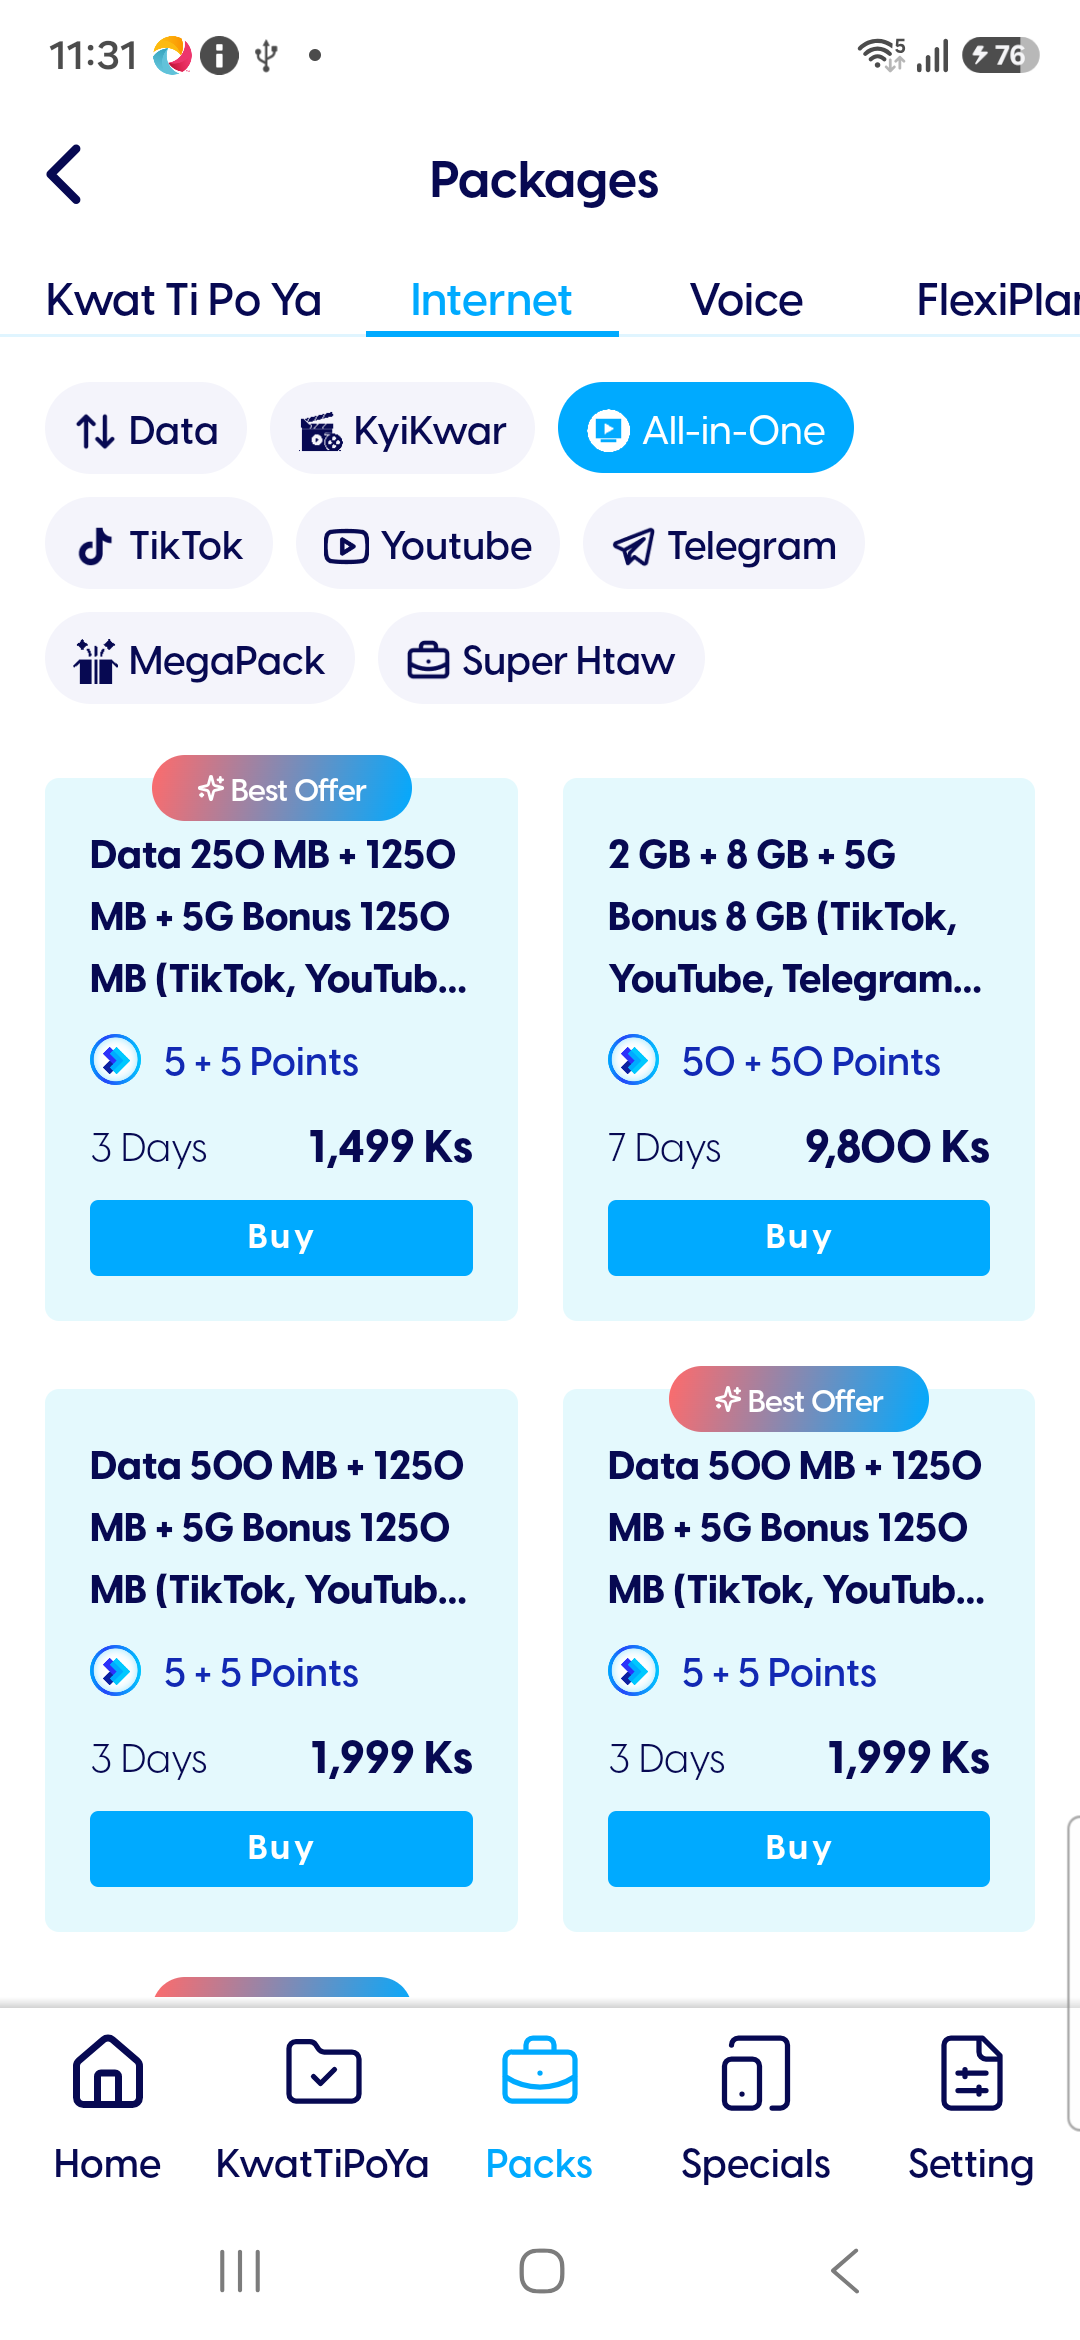 11:31
5
76
Packages
Kwat Ti Po Ya
Internet
Voice
FlexiPlan
Data
KyiKwar
All-in-One
TikTok
Youtube
Telegram
MegaPack
Super Htaw
Best Offer
Data 250 MB + 1250
MB + 5G Bonus 1250
MB (TikTok, YouTub...
5 + 5 Points
3 Days
1,499 Ks
Buy
2 GB + 8 GB + 5G
Bonus 8 GB (TikTok,
YouTube, Telegram...
50 + 50 Points
7 Days
9,800 Ks
Buy
Data 500 MB + 1250
MB + 5G Bonus 1250
MB (TikTok, YouTub...
5 + 5 Points
3 Days
1,999 Ks
Buy
Best Offer
Data 500 MB + 1250
MB + 5G Bonus 1250
MB (TikTok, YouTub...
5 + 5 Points
3 Days
1,999 Ks
Buy
Home
KwatTiPoYa
Packs
Specials
Setting